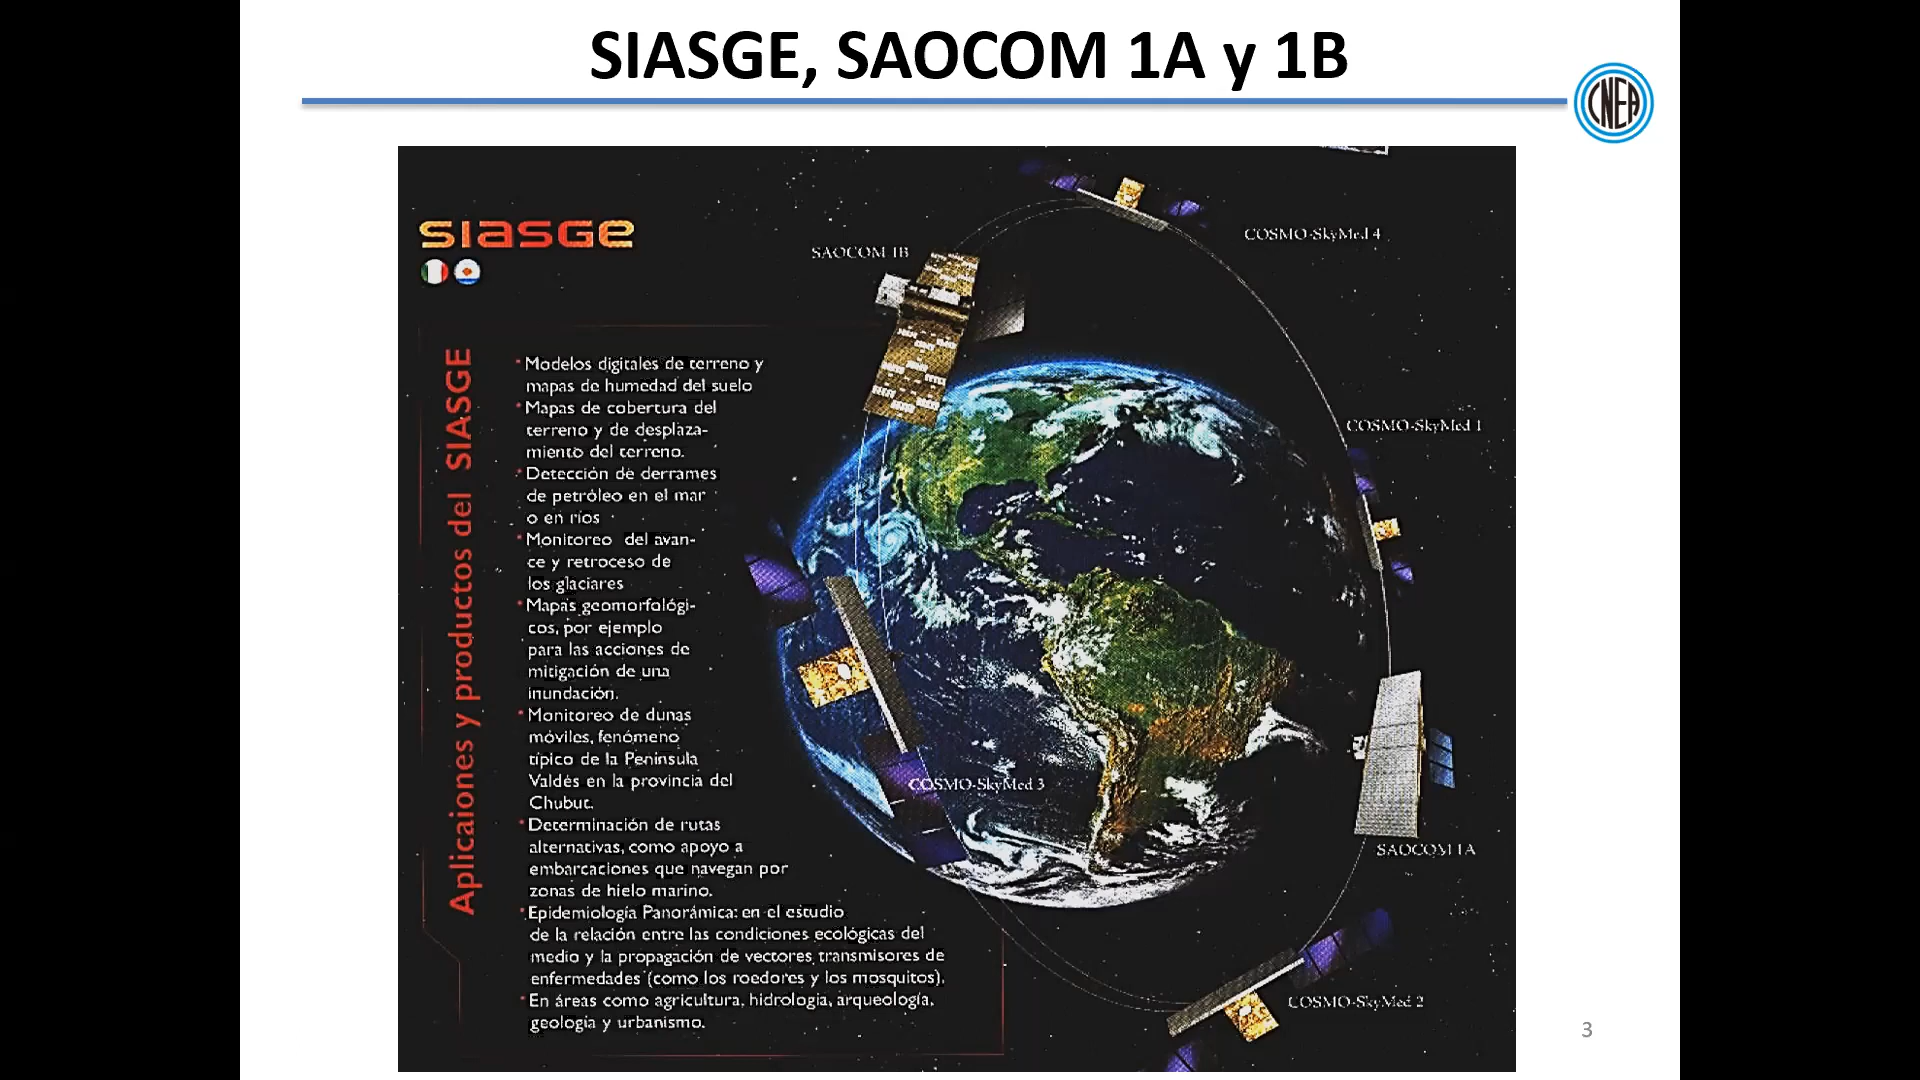 SIASGE, SAOCOM 1A y 1B
CNEA
siasge
Aplicaiones y productos del SIASGE
• Modelos digitales de terreno y
mapas de humedad del suelo
• Mapas de cobertura del
terreno y de desplaza-
miento del terreno.
• Detección de derrames
de petróleo en el mar
o en ríos
• Monitoreo del avan-
ce y retroceso de
los glaciares
• Mapas geomorfológi-
cos, por ejemplo
para las acciones de
mitigación de una
inundación.
• Monitoreo de dunas
móviles, fenómeno
típico de la Península
Valdés en la provincia del
Chubut.
• Determinación de rutas
alternativas, como apoyo a
embarcaciones que navegan por
zonas de hielo marino.
• Epidemiología Panorámica: en el estudio
de la relación entre las condiciones ecológicas del
medio y la propagación de vectores transmisores de
enfermedades (como los roedores y los mosquitos).
• En áreas como agricultura, hidrología, arqueología,
geología y urbanismo.
SAOCOM 1B
COSMO-SkyMed 4
COSMO-SkyMed 1
COSMO-SkyMed 3
SAOCOM 1A
COSMO-SkyMed 2
3